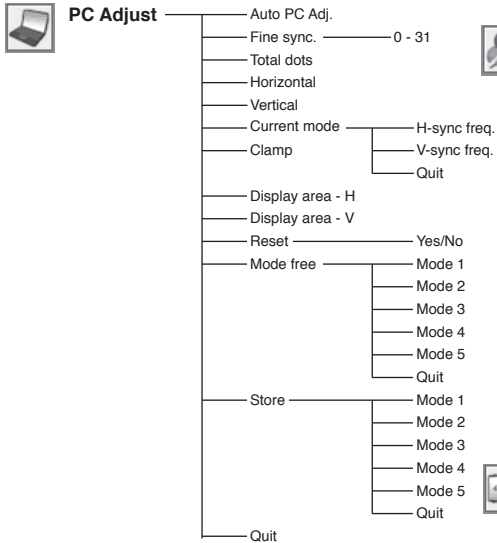 PC Adjust
Auto PC Adj.
Fine sync. 0 - 31
Total dots
Horizontal
Vertical
Current mode H-sync freq.
Clamp V-sync freq.
Quit
Display area - H
Display area - V
Reset Yes/No
Mode free Mode 1
Mode 2
Mode 3
Mode 4
Mode 5
Quit
Store Mode 1
Mode 2
Mode 3
Mode 4
Mode 5
Quit
Quit